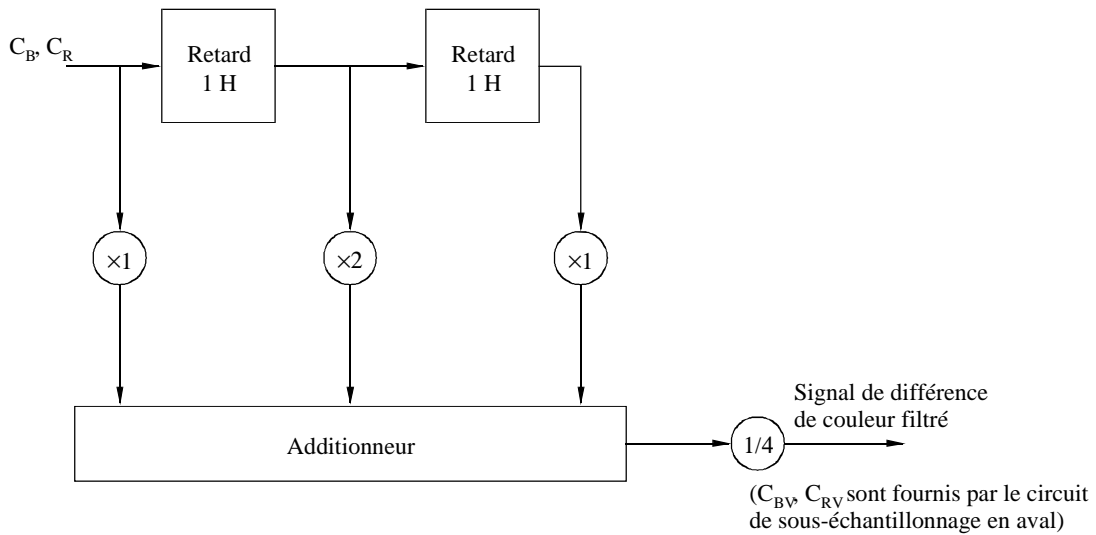 C_B, C_R
Retard
1 H
Retard
1 H
×1
×2
×1
Additionneur
1/4
Signal de différence
de couleur filtré
(C_BV, C_RV sont fournis par le circuit
de sous-échantillonnage en aval)